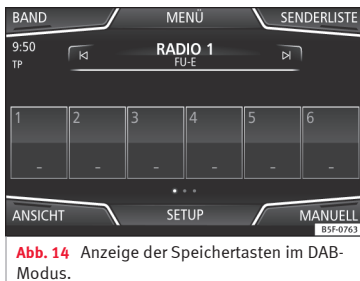 BAND MENÜ SENDERLISTE
9:50
TP
RADIO 1
FU-E
1 2 3 4 5 6
- - - - - -
ANSICHT SETUP MANUELL
B5F-0763
Abb. 14 Anzeige der Speichertasten im DAB-
Modus.